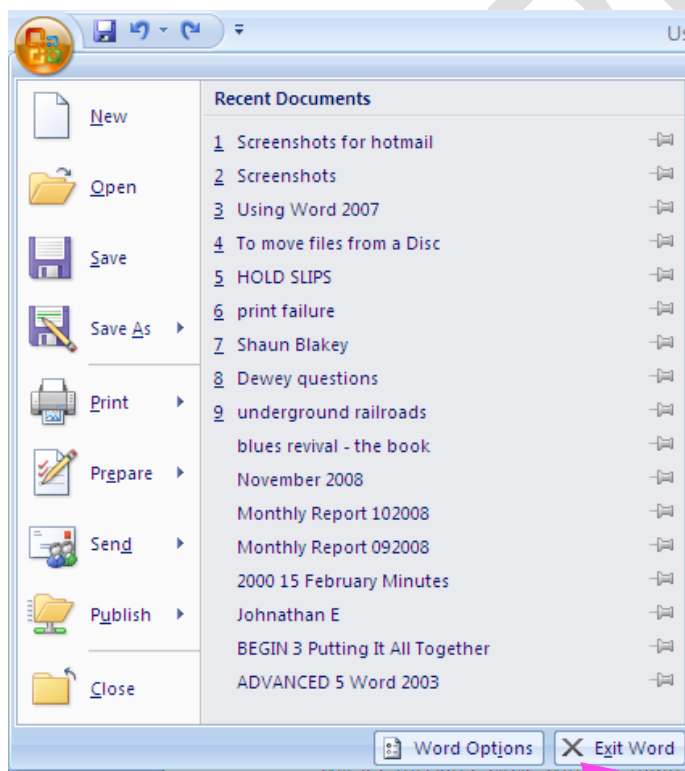 Us
New
Open
Save
Save As
Print
Prepare
Send
Publish
Close
Recent Documents
1 Screenshots for hotmail
2 Screenshots
3 Using Word 2007
4 To move files from a Disc
5 HOLD SLIPS
6 print failure
7 Shaun Blakey
8 Dewey questions
9 underground railroads
blues revival - the book
November 2008
Monthly Report 102008
Monthly Report 092008
2000 15 February Minutes
Johnathan E
BEGIN 3 Putting It All Together
ADVANCED 5 Word 2003
Word Options
Exit Word